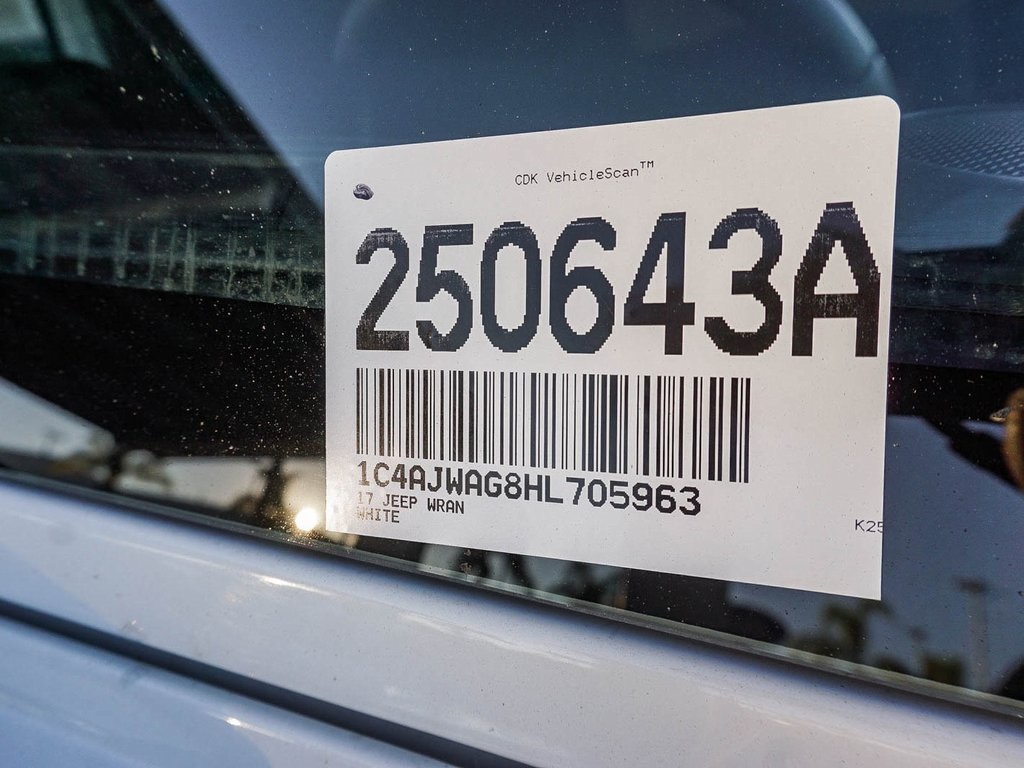 CDK VehicleScan™
250643A
1C4AJWAG8HL705963
17 JEEP WRAN
WHITE
K25